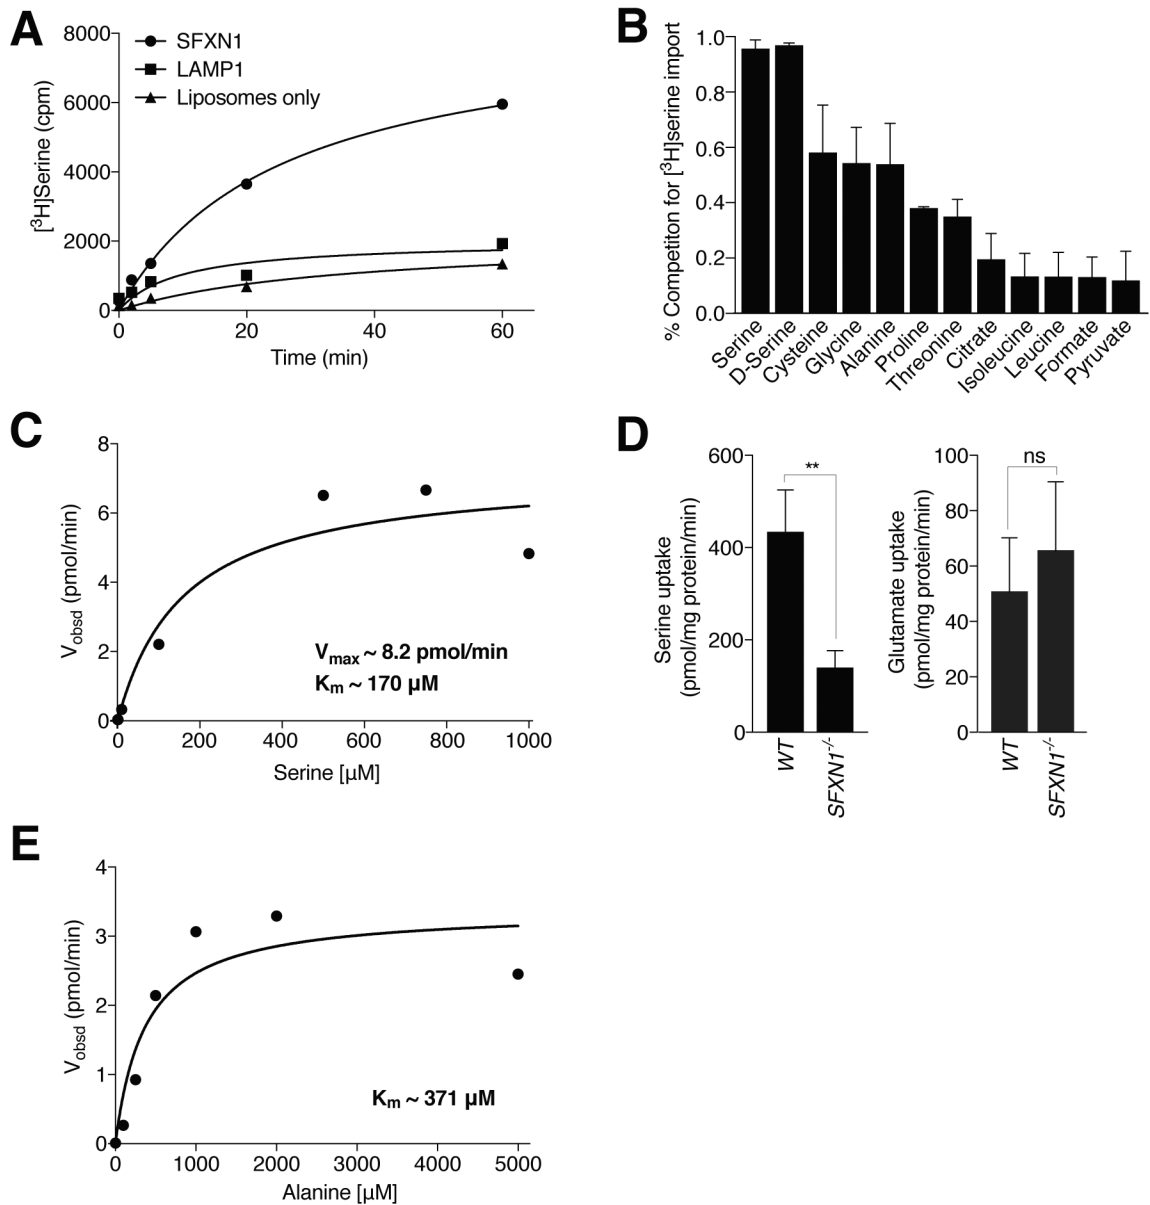 A
8000
6000
4000
2000
0
[³H]Serine (cpm)
SFXN1
LAMP1
Liposomes only
0 20 40 60
Time (min)
B
1.0
0.8
0.6
0.4
0.2
0.0
% Competiton for [³H]serine import
Serine
D-Serine
Cysteine
Glycine
Alanine
Proline
Threonine
Citrate
Isoleucine
Leucine
Formate
Pyruvate
C
8
6
4
2
0
Vobsd (pmol/min)
Vmax ~ 8.2 pmol/min
Km ~ 170 µM
0 200 400 600 800 1000
Serine [µM]
D
600
400
200
0
Serine uptake
(pmol/mg protein/min)
**
WT
SFXN1-/-
100
80
60
40
20
0
Glutamate uptake
(pmol/mg protein/min)
ns
WT
SFXN1-/-
E
4
3
2
1
0
Vobsd (pmol/min)
Km ~ 371 µM
0 1000 2000 3000 4000 5000
Alanine [µM]